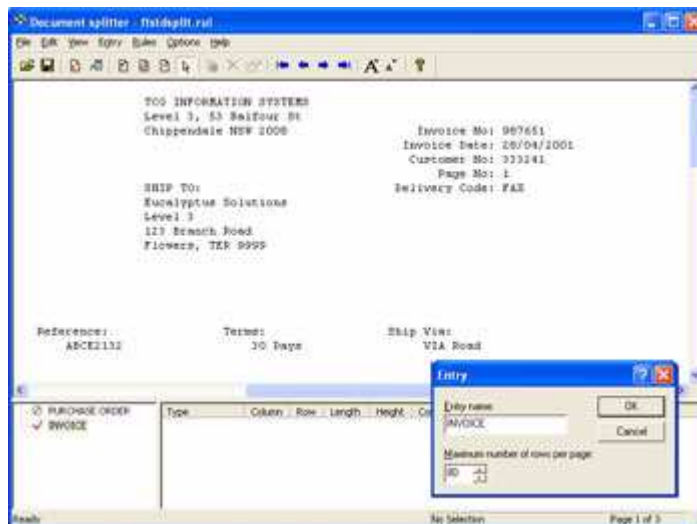 Document splitter - ftstdsplit.rul
File Edit View Entry Rules Options Help
TCG INFORMATION SYSTEMS
Level 3, 53 Balfour St
Chippendale NSW 2008
Invoice No: 987651
Invoice Date: 28/04/2001
Customer No: 333241
Page No: 1
Delivery Code: FAX
SHIP TO:
Eucalyptus Solutions
Level 3
123 Branch Road
Flowers, TER 9999
Reference: Terms: Ship Via:
ABCE2132 30 Days VIA Road
PURCHASE ORDER
INVOICE
Type Column Row Length Height
Entry
Entry name:
INVOICE
OK
Cancel
Maximum number of rows per page:
80
Ready No Selection Page 1 of 3